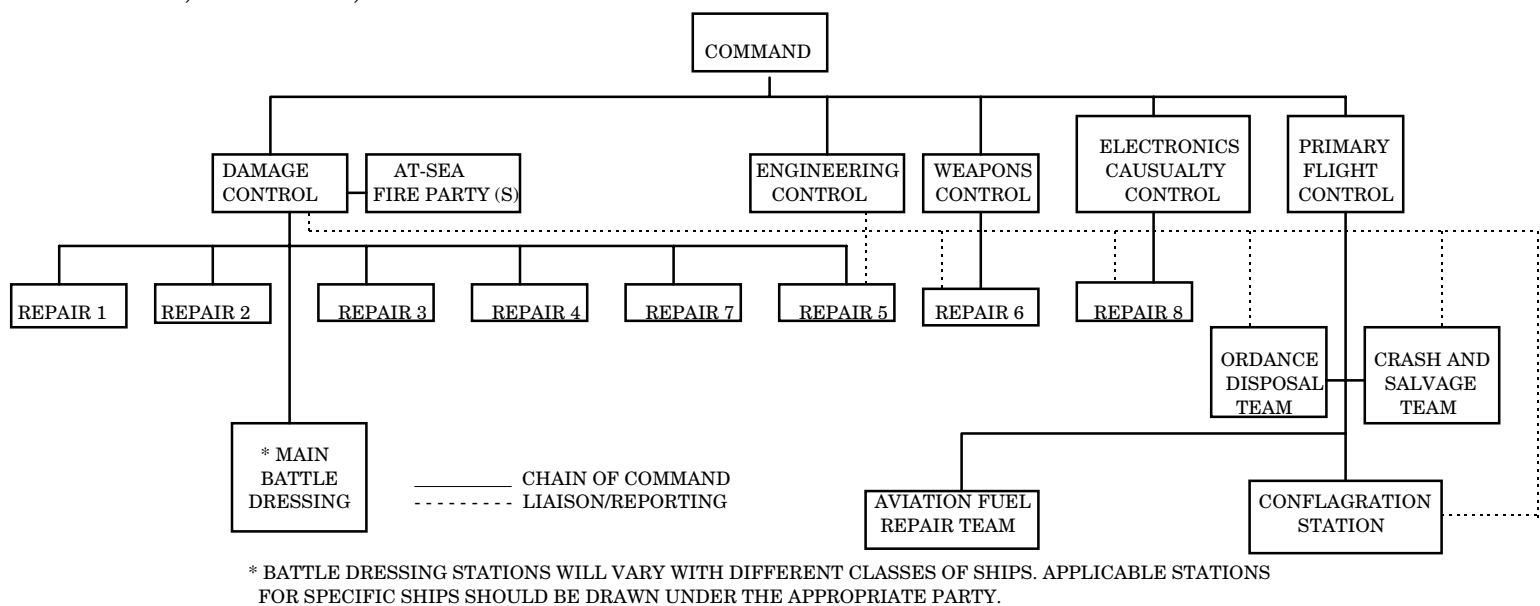 COMMAND
DAMAGE
CONTROL
AT-SEA
FIRE PARTY (S)
ENGINEERING
CONTROL
WEAPONS
CONTROL
ELECTRONICS
CAUSUALTY
CONTROL
PRIMARY
FLIGHT
CONTROL
REPAIR 1
REPAIR 2
REPAIR 3
REPAIR 4
REPAIR 7
REPAIR 5
REPAIR 6
REPAIR 8
ORDANCE
DISPOSAL
TEAM
CRASH AND
SALVAGE
TEAM
* MAIN
BATTLE
DRESSING
CHAIN OF COMMAND
LIAISON/REPORTING
AVIATION FUEL
REPAIR TEAM
CONFLAGRATION
STATION
* BATTLE DRESSING STATIONS WILL VARY WITH DIFFERENT CLASSES OF SHIPS. APPLICABLE STATIONS
FOR SPECIFIC SHIPS SHOULD BE DRAWN UNDER THE APPROPRIATE PARTY.